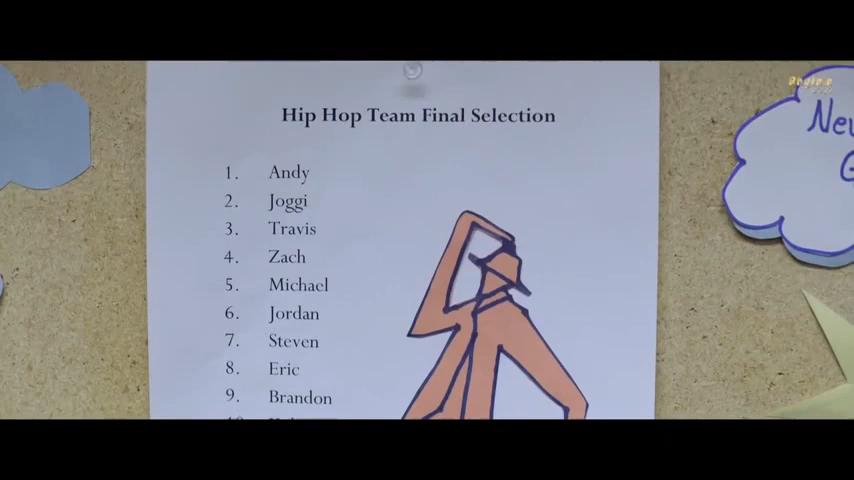 Hip Hop Team Final Selection
1. Andy
2. Joggi
3. Travis
4. Zach
5. Michael
6. Jordan
7. Steven
8. Eric
9. Brandon
10.